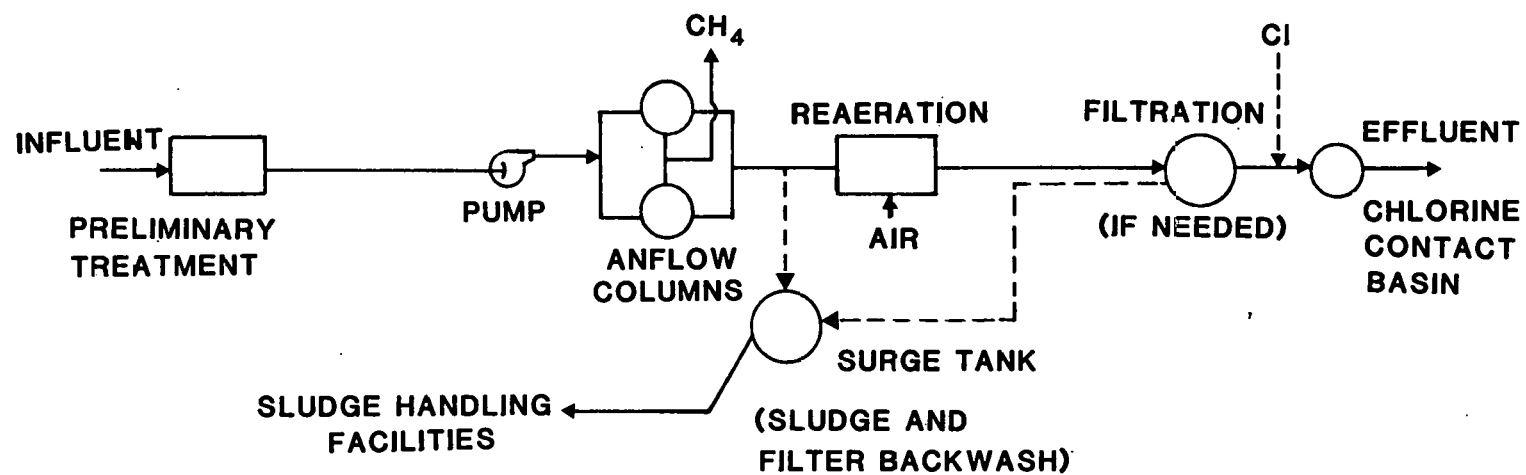 CH4
Cl
INFLUENT
PRELIMINARY
TREATMENT
PUMP
ANFLOW
COLUMNS
REAERATION
AIR
FILTRATION
(IF NEEDED)
EFFLUENT
CHLORINE
CONTACT
BASIN
SURGE TANK
(SLUDGE AND
FILTER BACKWASH)
SLUDGE HANDLING
FACILITIES